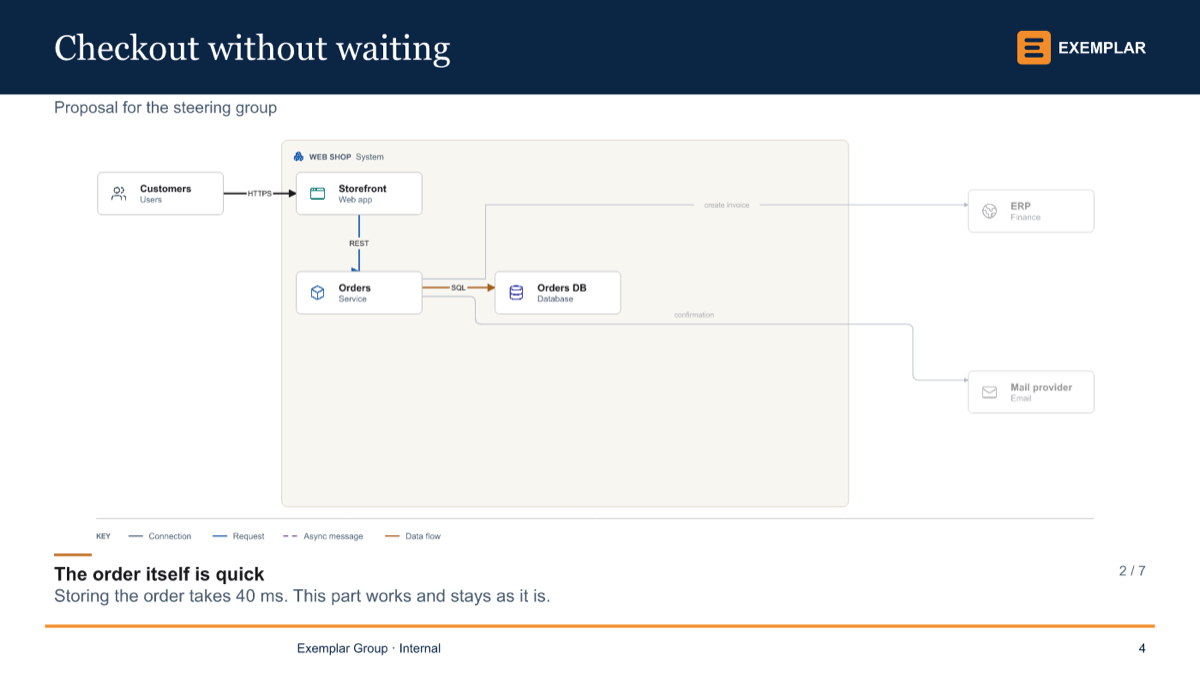 Checkout without waiting
EXEMPLAR
Proposal for the steering group
WEB SHOP System
Customers
Users
HTTPS
Storefront
Web app
create invoice
ERP
Finance
REST
Orders
Service
SQL
Orders DB
Database
confirmation
Mail provider
Email
KEY
Connection
Request
Async message
Data flow
The order itself is quick
2 / 7
Storing the order takes 40 ms. This part works and stays as it is.
Exemplar Group · Internal
4